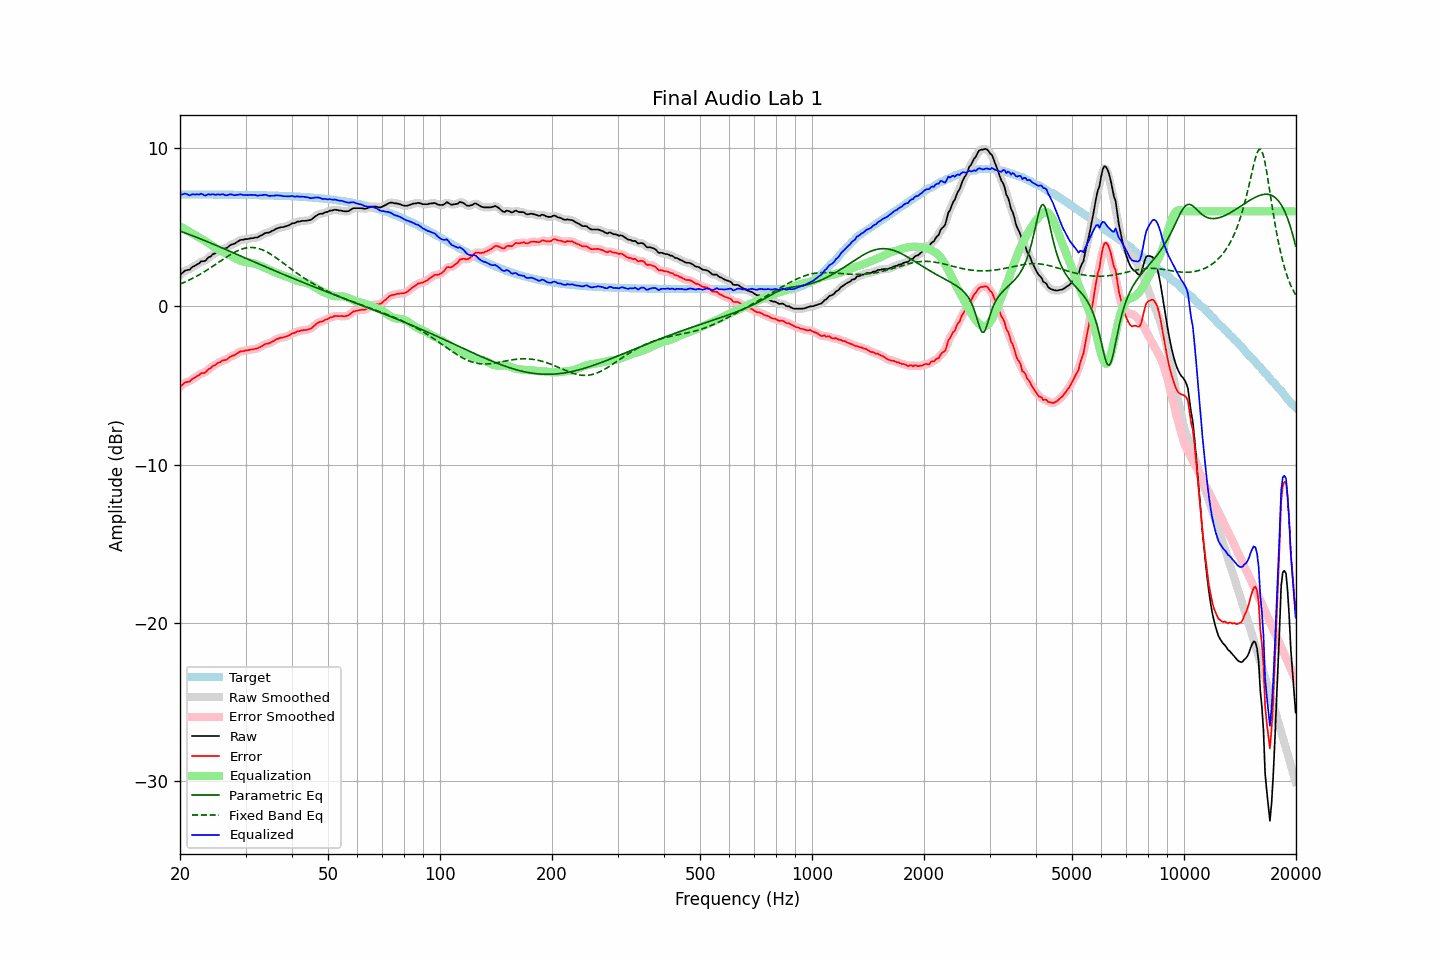 Final Audio Lab 1
Amplitude (dBr)
10
0
−10
−20
−30
Target
Raw Smoothed
Error Smoothed
Raw
Error
Equalization
Parametric Eq
Fixed Band Eq
Equalized
20 50 100 200 500 1000 2000 5000 10000 20000
Frequency (Hz)